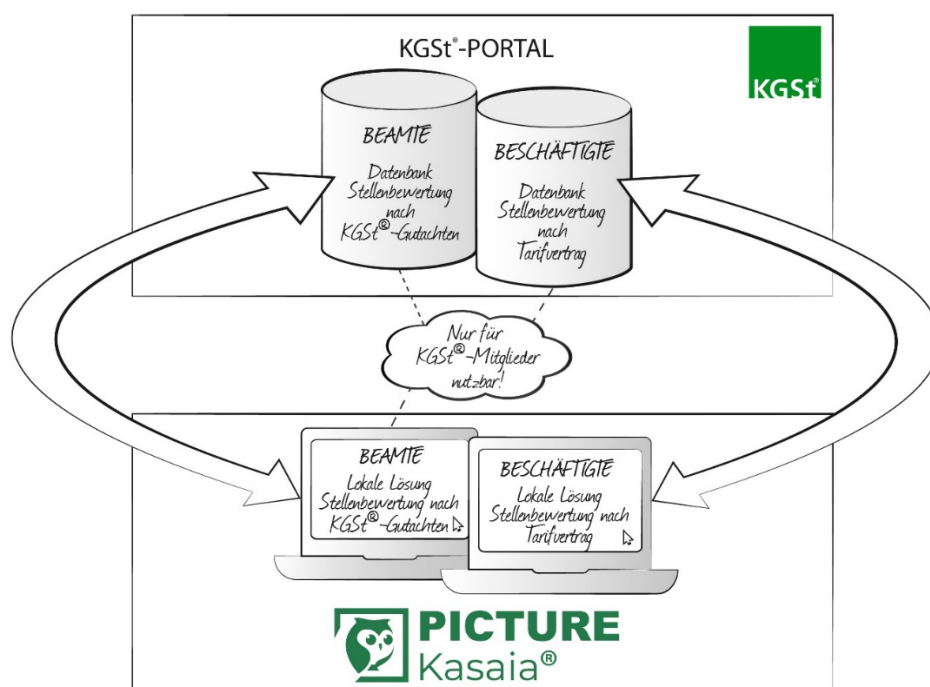 KGSt®-PORTAL
KGSt®
BEAMTE
Datenbank
Stellenbewertung
nach
KGSt®-Gutachten
BESCHÄFTIGTE
Datenbank
Stellenbewertung
nach
Tarifvertrag
Nur für
KGSt®-Mitglieder
nutzbar!
BEAMTE
Lokale Lösung
Stellenbewertung nach
KGSt®-Gutachten
BESCHÄFTIGTE
Lokale Lösung
Stellenbewertung nach
Tarifvertrag
PICTURE
Kasaia®